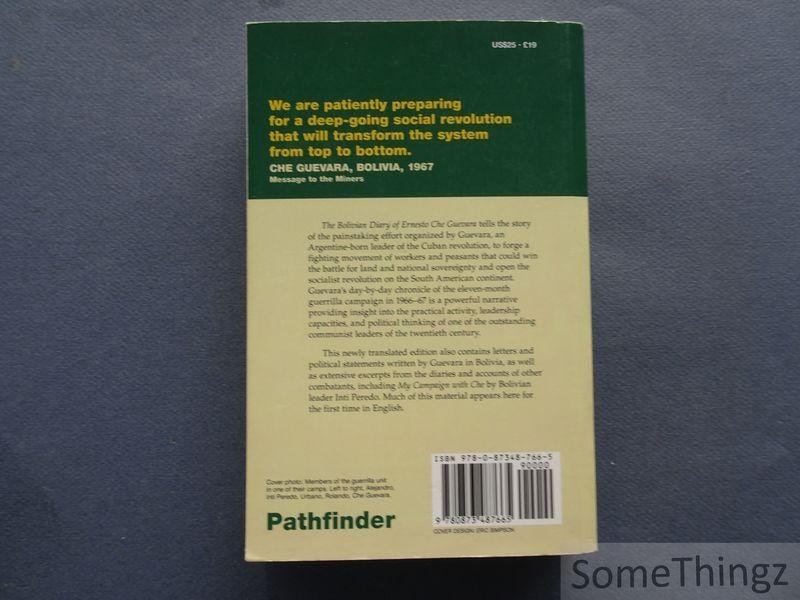 US$25 · £19
We are patiently preparing
for a deep-going social revolution
that will transform the system
from top to bottom.
CHE GUEVARA, BOLIVIA, 1967
Message to the Miners
The Bolivian Diary of Ernesto Che Guevara tells the story
of the painstaking effort organized by Guevara, an
Argentine-born leader of the Cuban revolution, to forge a
fighting movement of workers and peasants that could win
the battle for land and national sovereignty and open the
socialist revolution on the South American continent.
Guevara's day-by-day chronicle of the eleven-month
guerrilla campaign in 1966–67 is a powerful narrative
providing insight into the practical activity, leadership
capacities, and political thinking of one of the outstanding
communist leaders of the twentieth century.
This newly translated edition also contains letters and
political statements written by Guevara in Bolivia, as well
as extensive excerpts from the diaries and accounts of other
combatants, including My Campaign with Che by Bolivian
leader Inti Peredo. Much of this material appears here for
the first time in English.
ISBN 978-0-87348-766-5
90000
Cover photo: Members of the guerrilla unit
in one of their camps. Left to right, Alejandro,
Inti Peredo, Urbano, Rolando, Che Guevara.
Pathfinder
9 780873 487665
COVER DESIGN: ERIC SIMPSON
SomeThingz